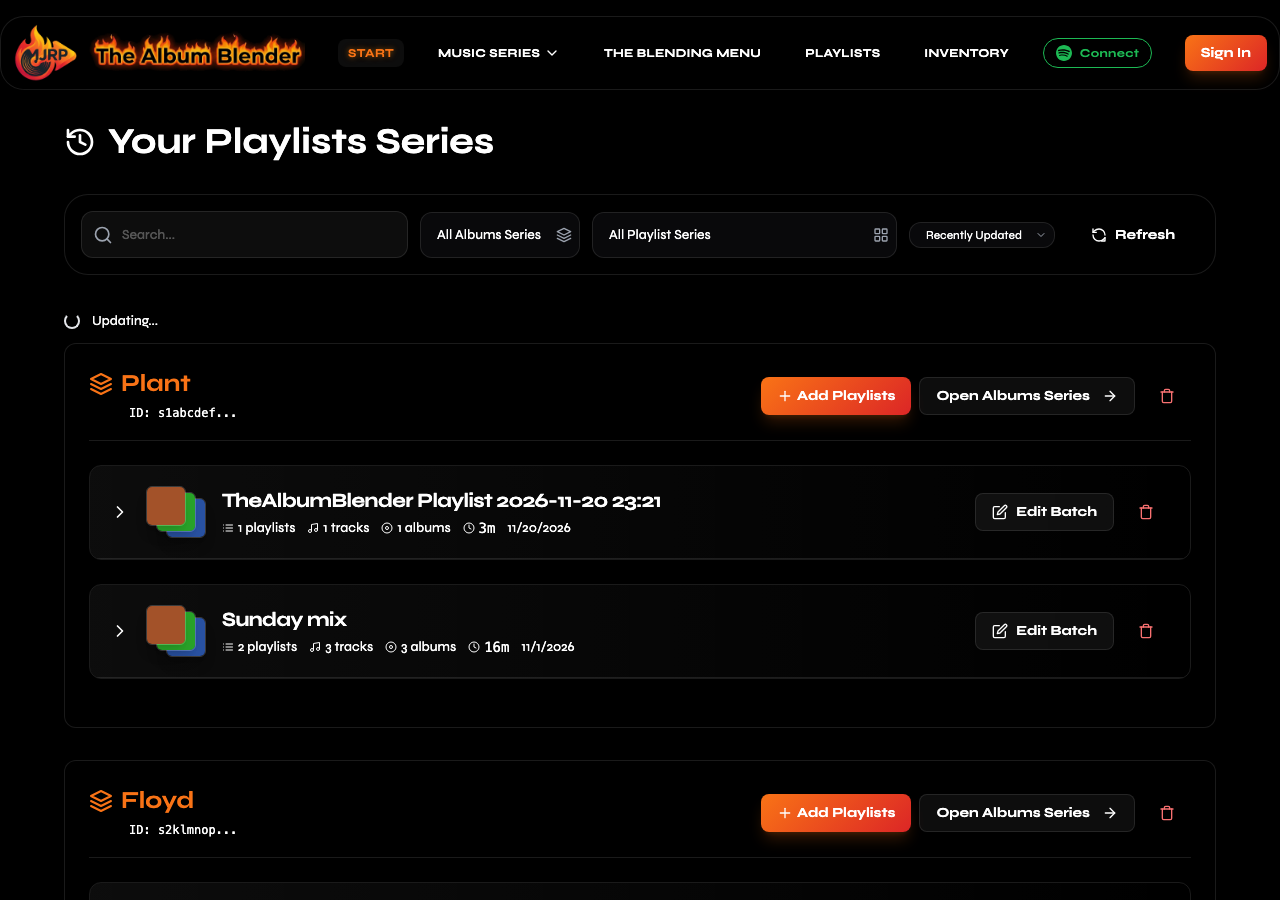 JRP The Album Blender START MUSIC SERIES THE BLENDING MENU PLAYLISTS INVENTORY Connect Sign In
Your Playlists Series
Search... All Albums Series All Playlist Series Recently Updated Refresh
Updating...
Plant
ID: s1abcdef...
+ Add Playlists Open Albums Series →
TheAlbumBlender Playlist 2026-11-20 23:21
1 playlists 1 tracks 1 albums 3m 11/20/2026
Edit Batch
Sunday mix
2 playlists 3 tracks 3 albums 16m 11/1/2026
Edit Batch
Floyd
ID: s2klmnop...
+ Add Playlists Open Albums Series →